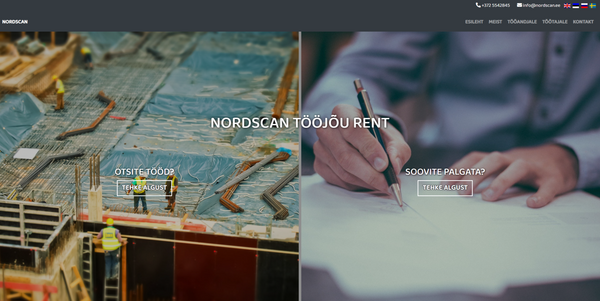 +372 5542845 info@nordscan.ee
NORDSCAN
ESILEHT MEIST TÖÖANDJALE TÖÖTAJALE KONTAKT
NORDSCAN TÖÖJÕU RENT
OTSITE TÖÖD?
SOOVITE PALGATA?
TEHKE ALGUST
TEHKE ALGUST